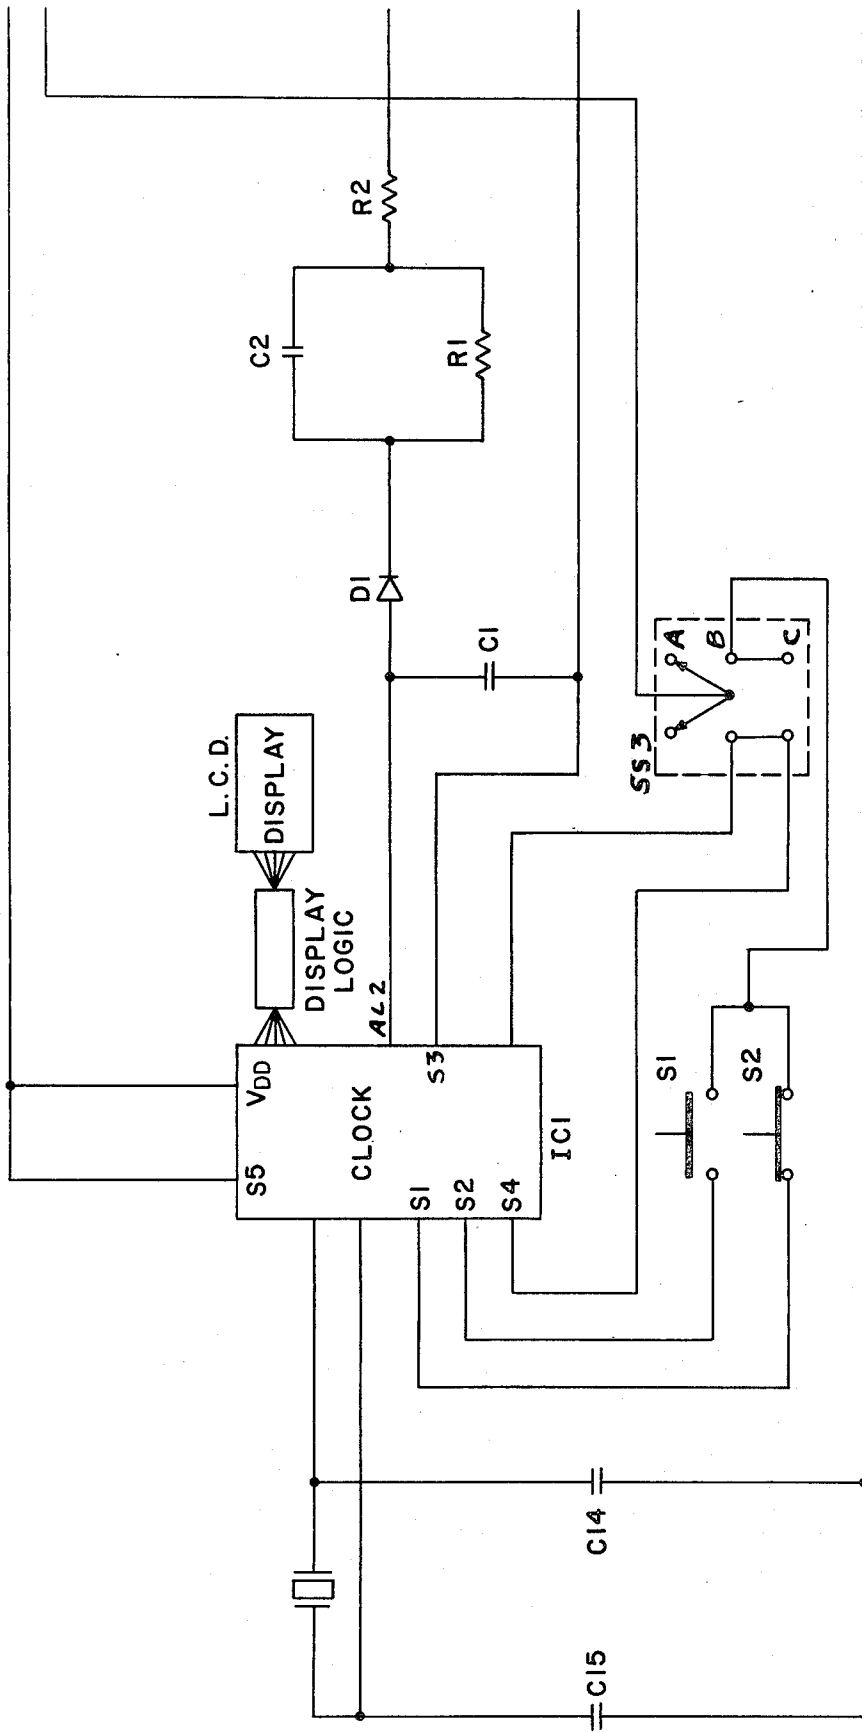 L.C.D.
DISPLAY
DISPLAY
LOGIC
S5
VDD
CLOCK
AL2
S3
S1
S2
S4
IC1
C2
R2
R1
D1
C1
SS3
A
B
C
S1
S2
C14
C15